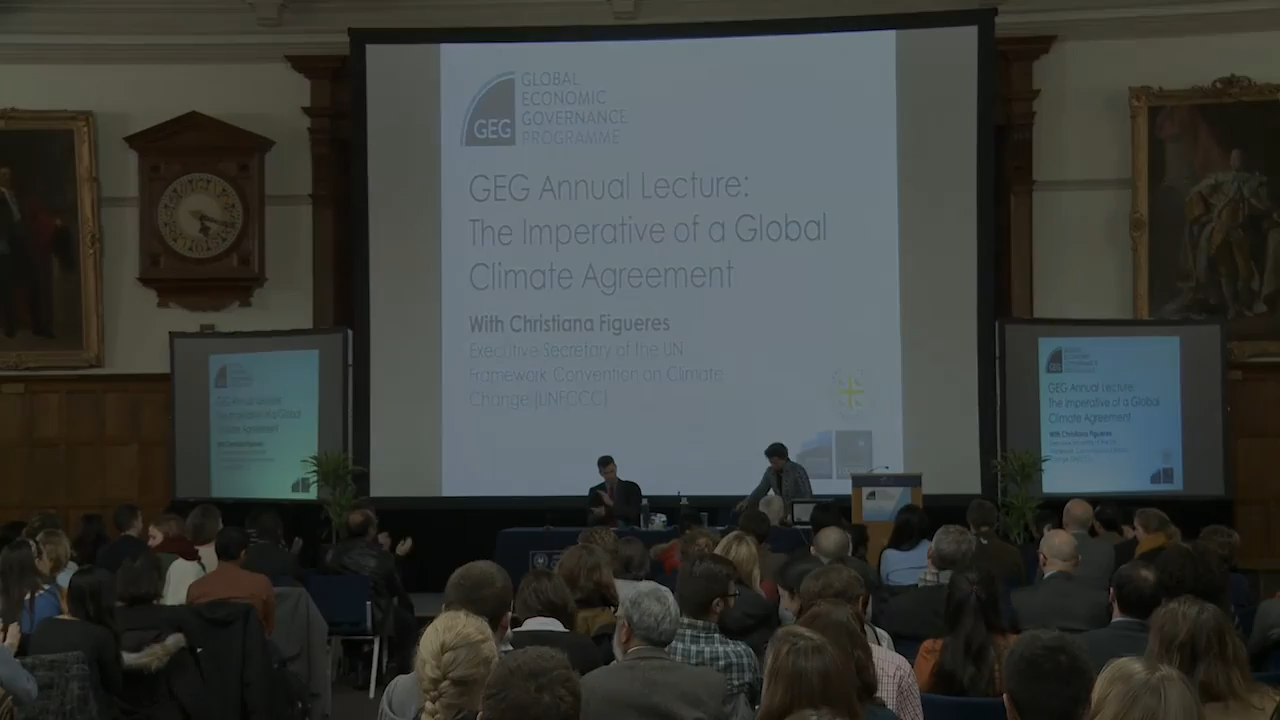 GLOBAL
ECONOMIC
GOVERNANCE
PROGRAMME
GEG
GEG Annual Lecture:
The Imperative of a Global
Climate Agreement
With Christiana Figueres
Executive Secretary of the UN
Framework Convention on Climate
Change (UNFCCC)
GEG
GEG Annual Lecture:
The Imperative of a Global
Climate Agreement
With Christiana Figueres